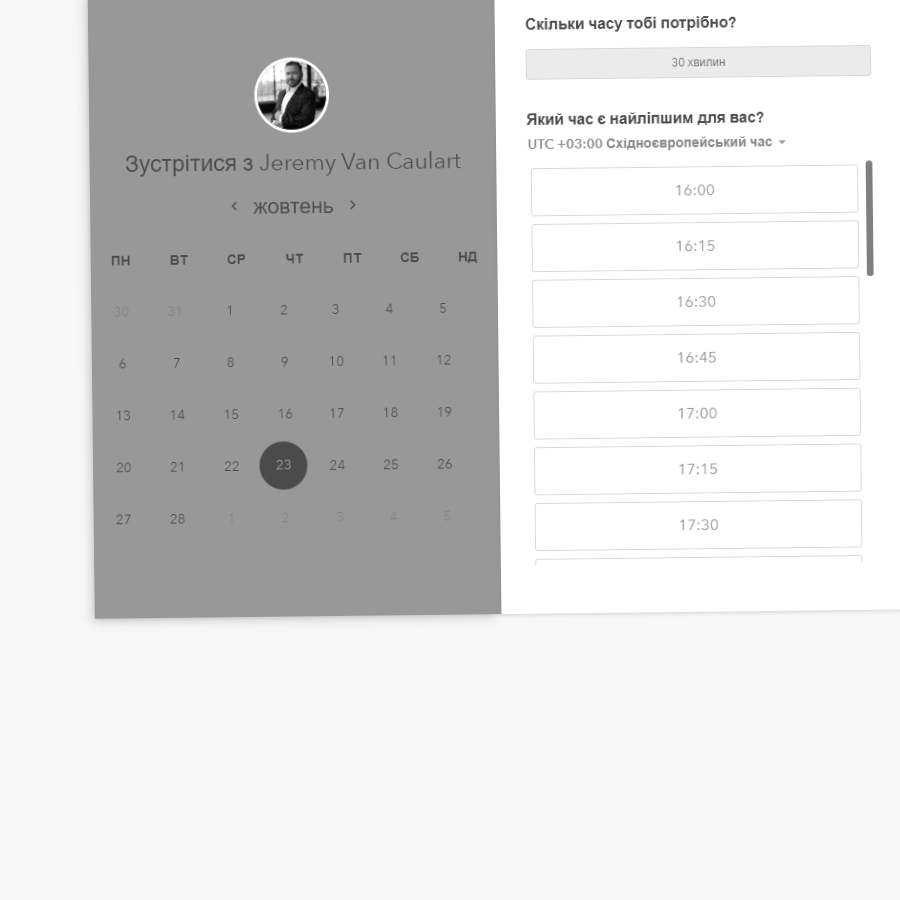 Зустрітися з Jeremy Van Caulart
жовтень
ПН ВТ СР ЧТ ПТ СБ НД
30 31 1 2 3 4 5
6 7 8 9 10 11 12
13 14 15 16 17 18 19
20 21 22 23 24 25 26
27 28 1 2 3 4 5
Скільки часу тобі потрібно?
30 хвилин
Який час є найліпшим для вас?
UTC +03:00 Східноєвропейський час
16:00
16:15
16:30
16:45
17:00
17:15
17:30